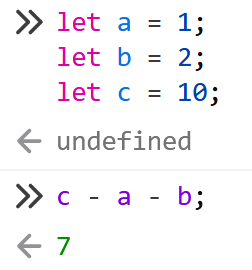 let a = 1;
let b = 2;
let c = 10;
undefined
c - a - b;
7